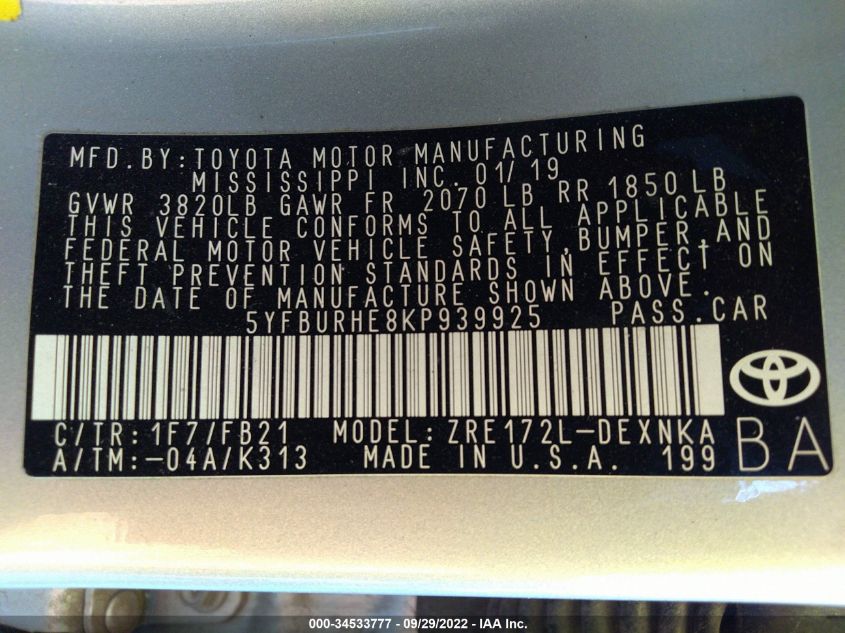 MFD.BY:TOYOTA MOTOR MANUFACTURING
MISSISSIPPI INC. 01/19
GVWR 3820LB GAWR FR 2070 LB RR 1850LB
THIS VEHICLE CONFORMS TO ALL APPLICABLE
FEDERAL MOTOR VEHICLE SAFETY,BUMPER,AND
THEFT PREVENTION STANDARDS IN EFFECT ON
THE DATE OF MANUFACTURE SHOWN ABOVE.
5YFBURHE8KP939925 PASS.CAR
C/TR:1F7/FB21 MODEL:ZRE172L-DEXNKA
A/TM:-04A/K313 MADE IN U.S.A. 199 BA
000-34533777 - 09/29/2022 - IAA Inc.